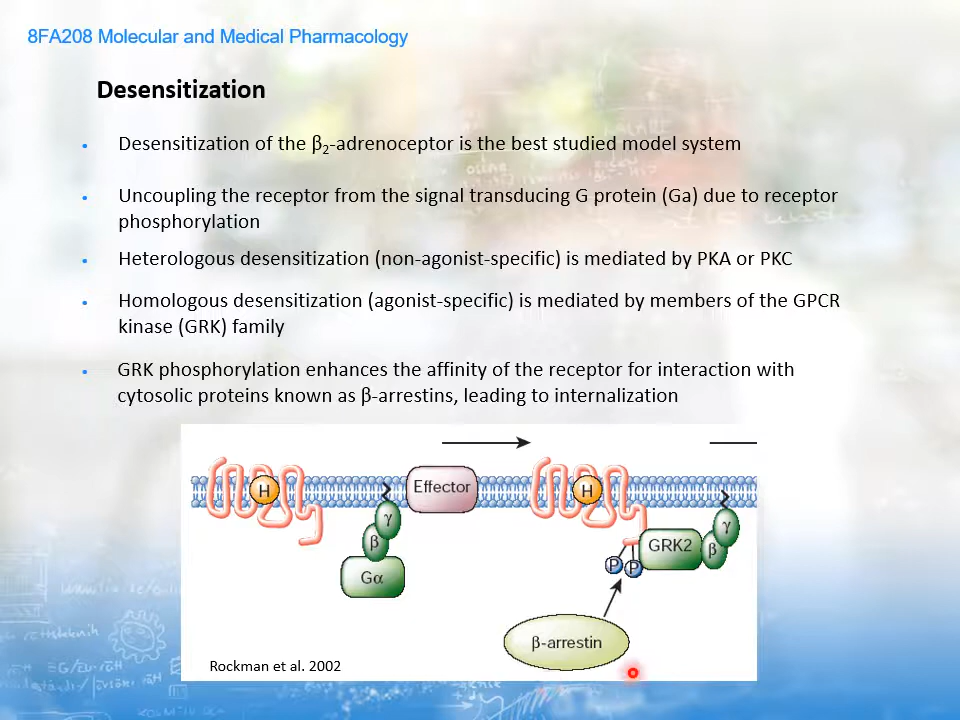 8FA208 Molecular and Medical Pharmacology
Desensitization
• Desensitization of the β₂-adrenoceptor is the best studied model system
• Uncoupling the receptor from the signal transducing G protein (Ga) due to receptor
phosphorylation
• Heterologous desensitization (non-agonist-specific) is mediated by PKA or PKC
• Homologous desensitization (agonist-specific) is mediated by members of the GPCR
kinase (GRK) family
• GRK phosphorylation enhances the affinity of the receptor for interaction with
cytosolic proteins known as β-arrestins, leading to internalization
H
Effector
H
γ
β
Gα
GRK2
β
γ
P
P
β-arrestin
Rockman et al. 2002